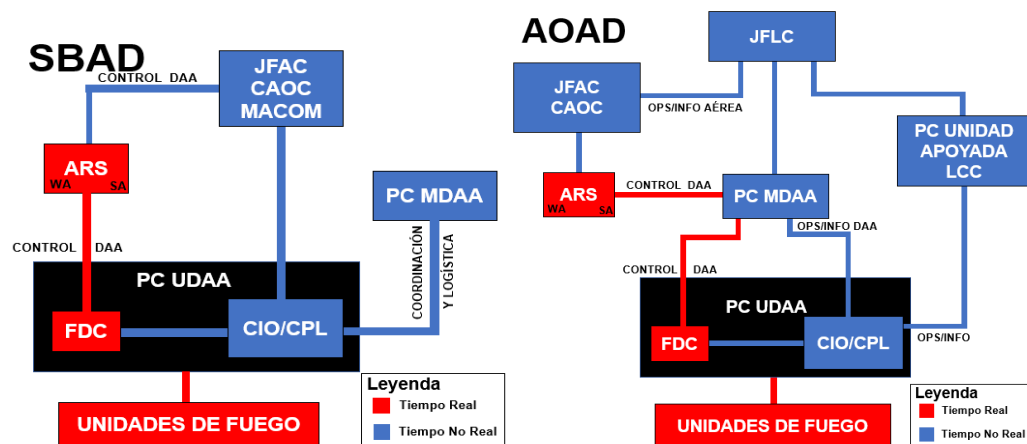 SBAD
CONTROL DAA
JFAC
CAOC
MACOM
ARS
WA
SA
PC MDAA
CONTROL
DAA
COORDINACIÓN
Y LOGÍSTICA
PC UDAA
FDC
CIO/CPL
UNIDADES DE FUEGO
Leyenda
Tiempo Real
Tiempo No Real
AOAD
JFLC
JFAC
CAOC
OPS/INFO AÉREA
PC UNIDAD
APOYADA
LCC
ARS
WA
SA
CONTROL DAA
PC MDAA
OPS/INFO DAA
CONTROL
DAA
PC UDAA
FDC
CIO/CPL
OPS/INFO
UNIDADES DE FUEGO
Leyenda
Tiempo Real
Tiempo No Real